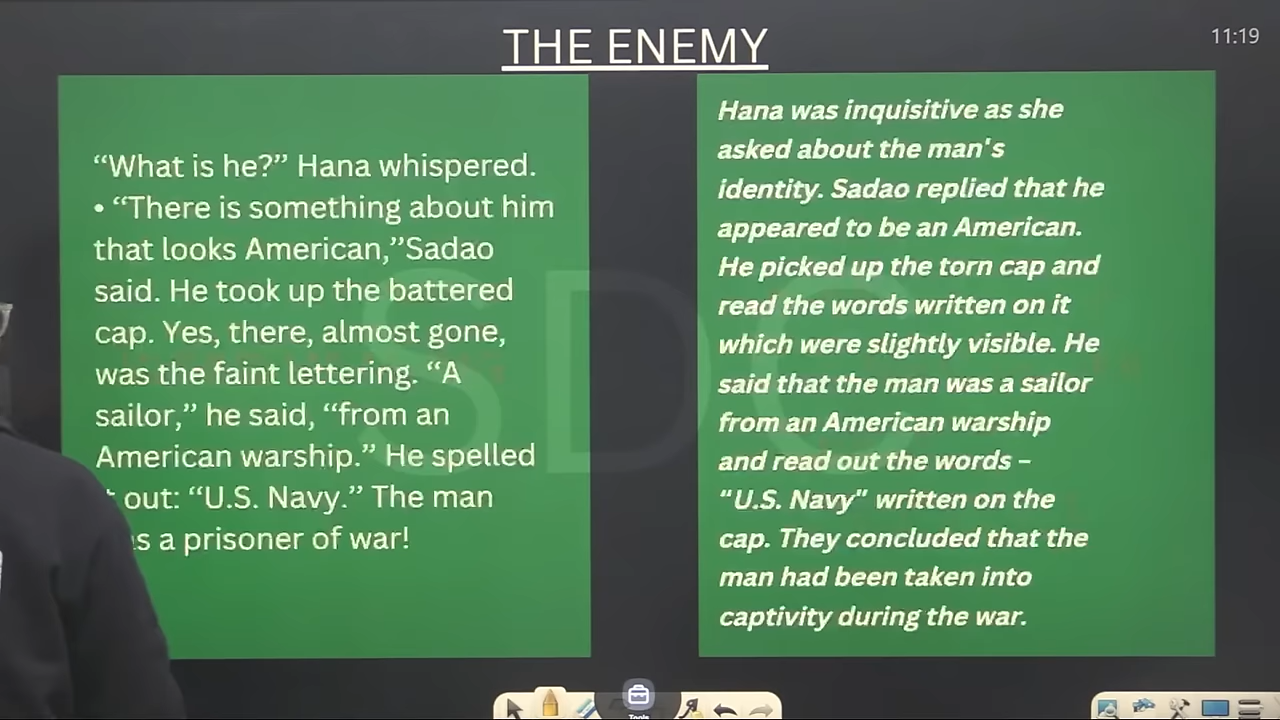 THE ENEMY
11:19
“What is he?” Hana whispered.
• “There is something about him
that looks American,”Sadao
said. He took up the battered
cap. Yes, there, almost gone,
was the faint lettering. “A
sailor,” he said, “from an
American warship.” He spelled
out: “U.S. Navy.” The man
a prisoner of war!
Hana was inquisitive as she
asked about the man's
identity. Sadao replied that he
appeared to be an American.
He picked up the torn cap and
read the words written on it
which were slightly visible. He
said that the man was a sailor
from an American warship
and read out the words –
“U.S. Navy” written on the
cap. They concluded that the
man had been taken into
captivity during the war.
SDC
Tools